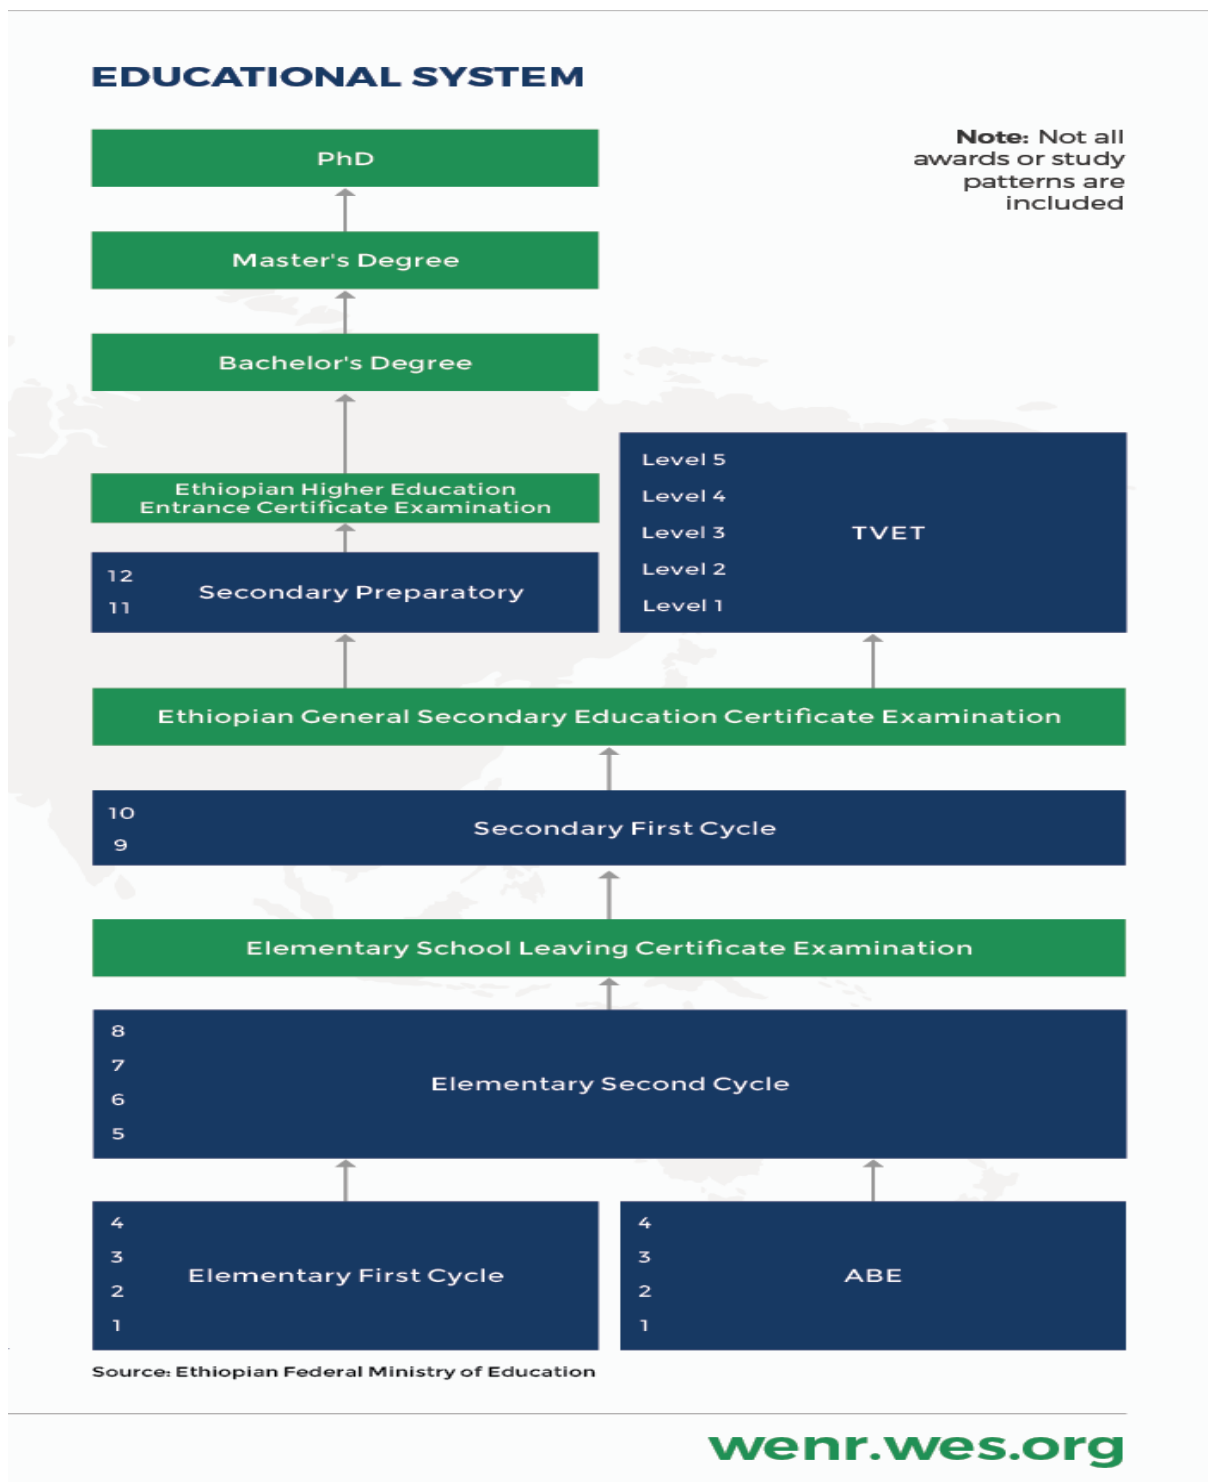 EDUCATIONAL SYSTEM
Note: Not all
awards or study
patterns are
included
PhD
Master's Degree
Bachelor's Degree
Ethiopian Higher Education
Entrance Certificate Examination
12
11
Secondary Preparatory
Level 5
Level 4
Level 3
Level 2
Level 1
TVET
Ethiopian General Secondary Education Certificate Examination
10
9
Secondary First Cycle
Elementary School Leaving Certificate Examination
8
7
6
5
Elementary Second Cycle
4
3
2
1
Elementary First Cycle
4
3
2
1
ABE
Source: Ethiopian Federal Ministry of Education
wenr.wes.org